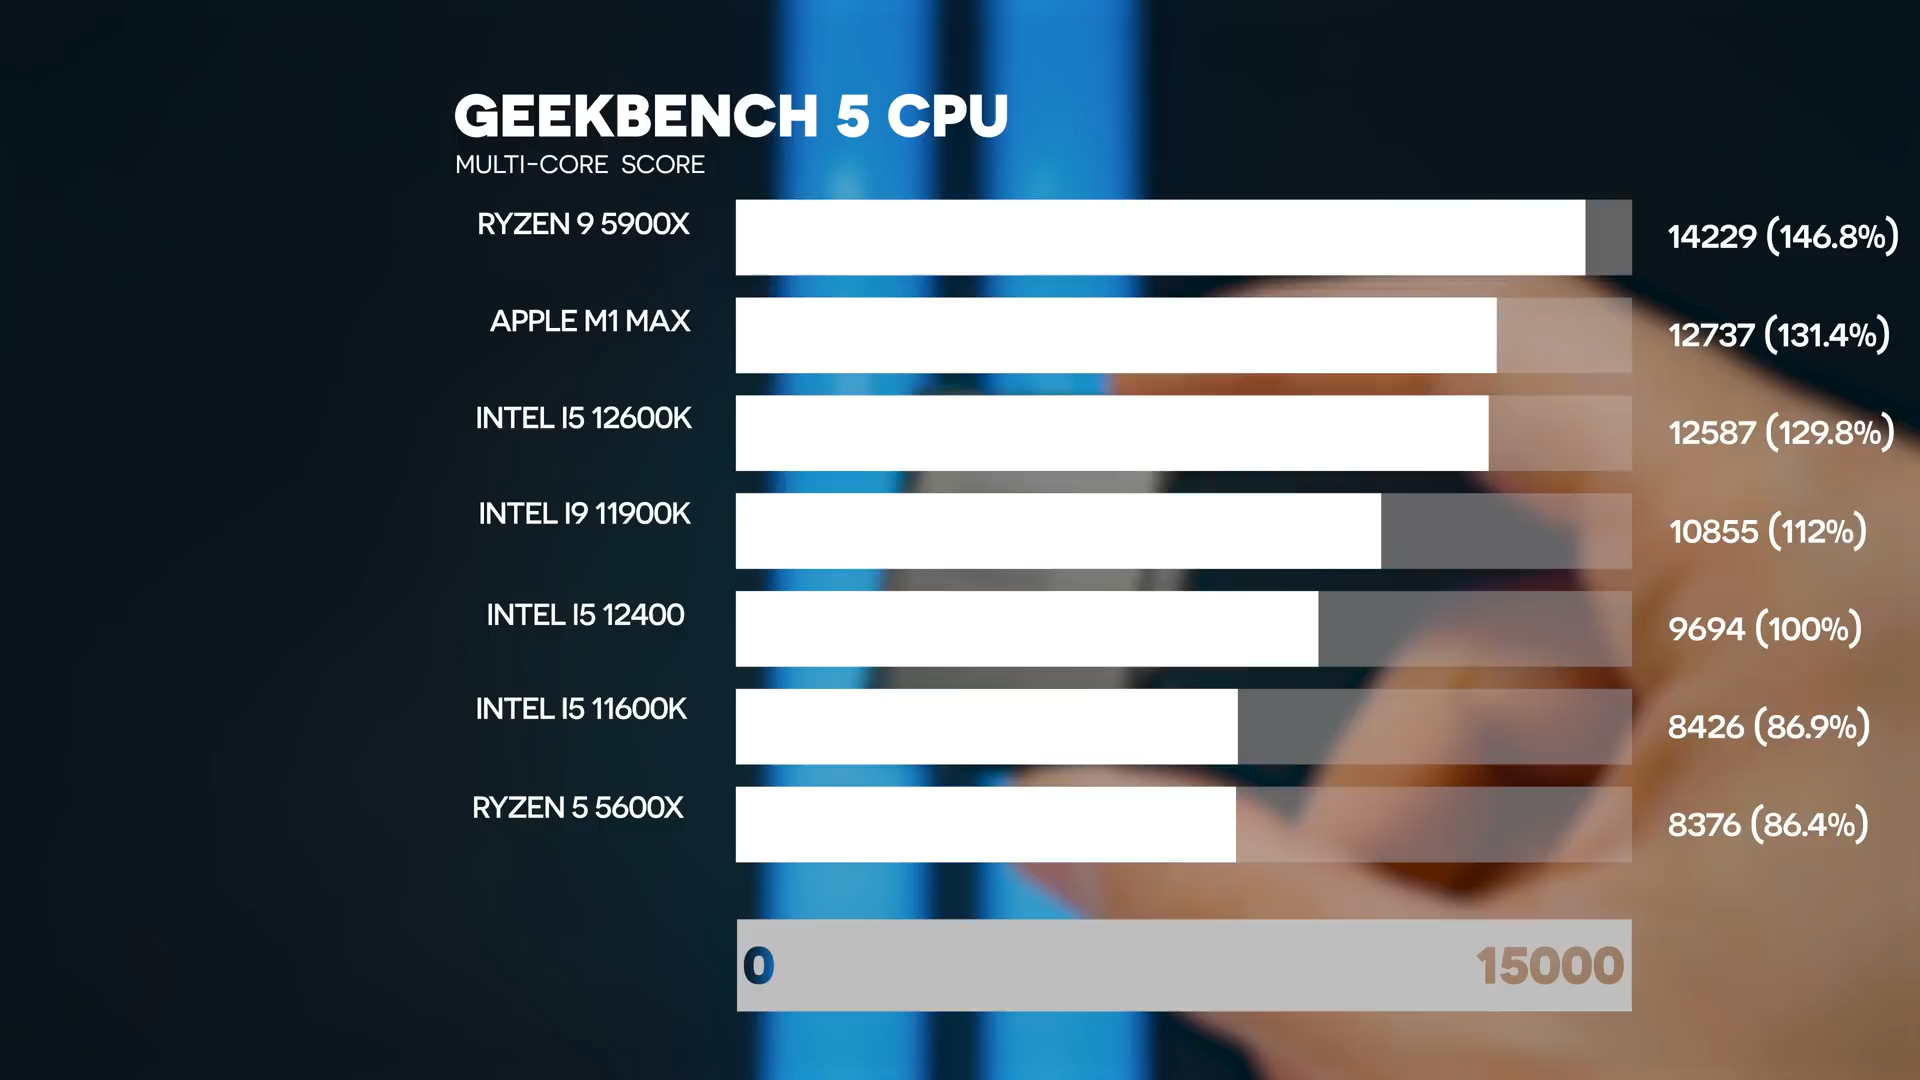 GEEKBENCH 5 CPU
MULTI-CORE SCORE
RYZEN 9 5900X 14229 (146.8%)
APPLE M1 MAX 12737 (131.4%)
INTEL I5 12600K 12587 (129.8%)
INTEL I9 11900K 10855 (112%)
INTEL I5 12400 9694 (100%)
INTEL I5 11600K 8426 (86.9%)
RYZEN 5 5600X 8376 (86.4%)
0 15000